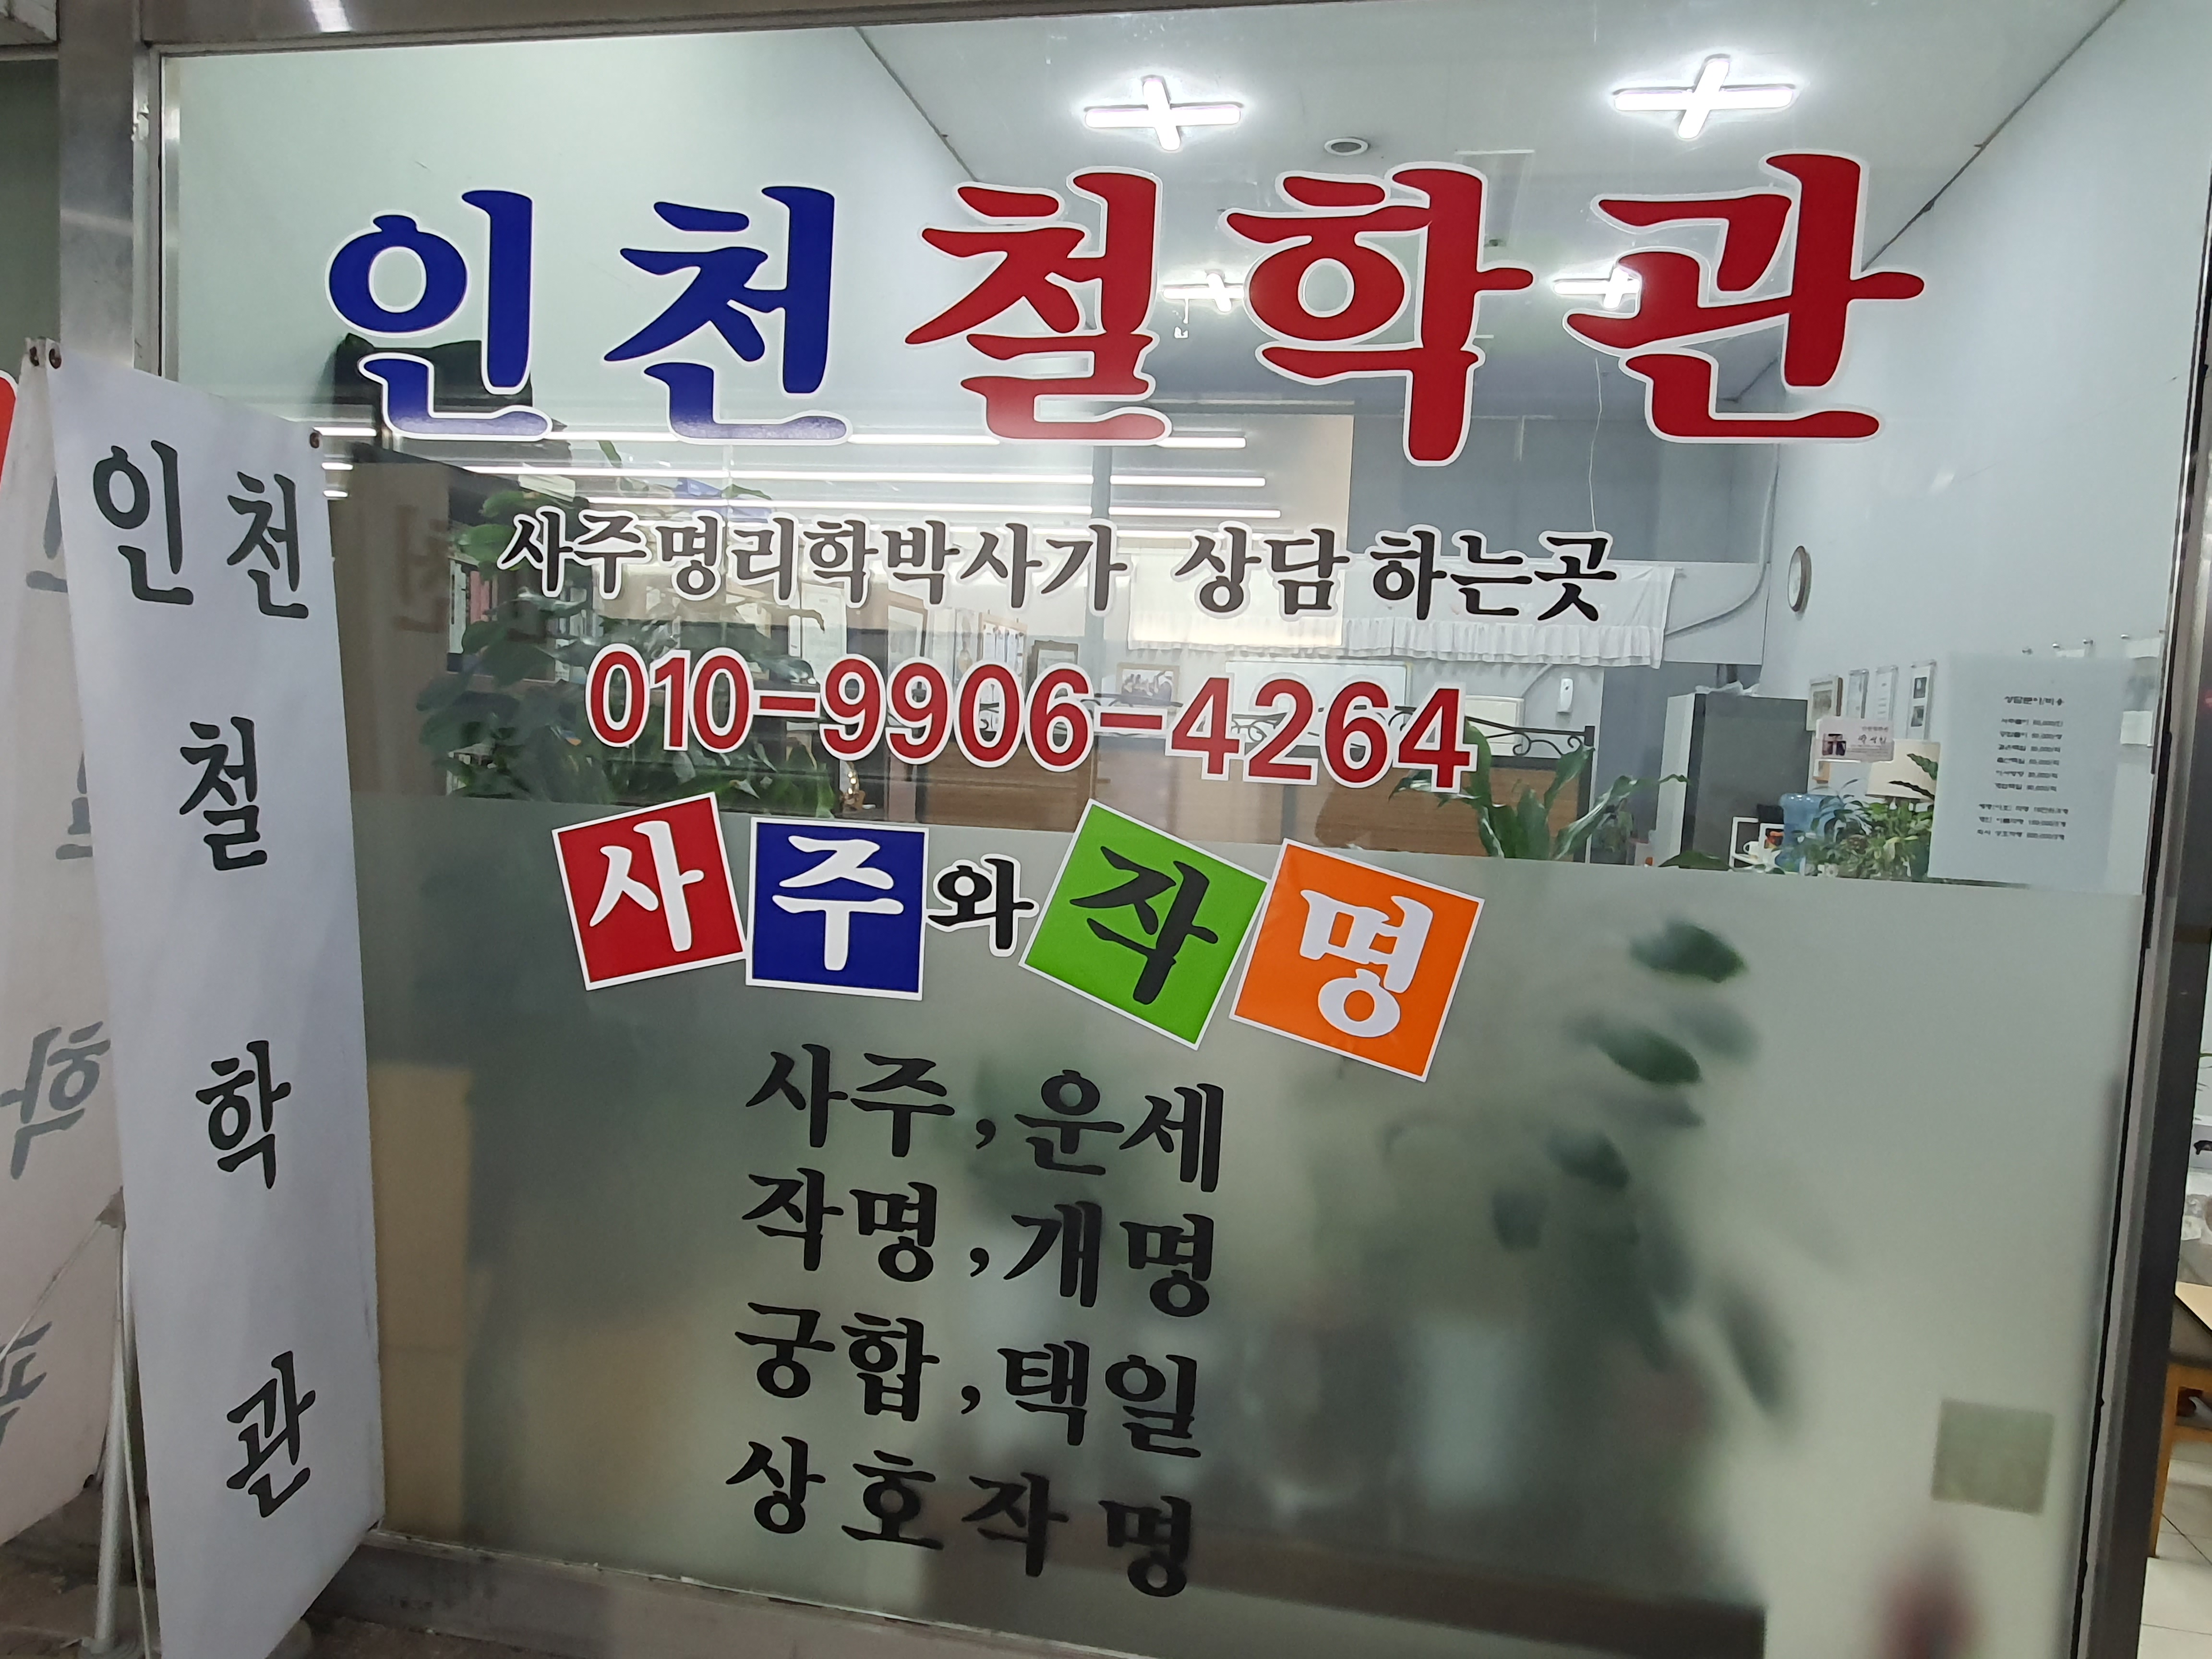 인천철학관
사주명리학박사가 상담하는곳
010-9906-4264
사주와작명
사주,운세
작명,개명
궁합,택일
상호작명
인천
철
학
관